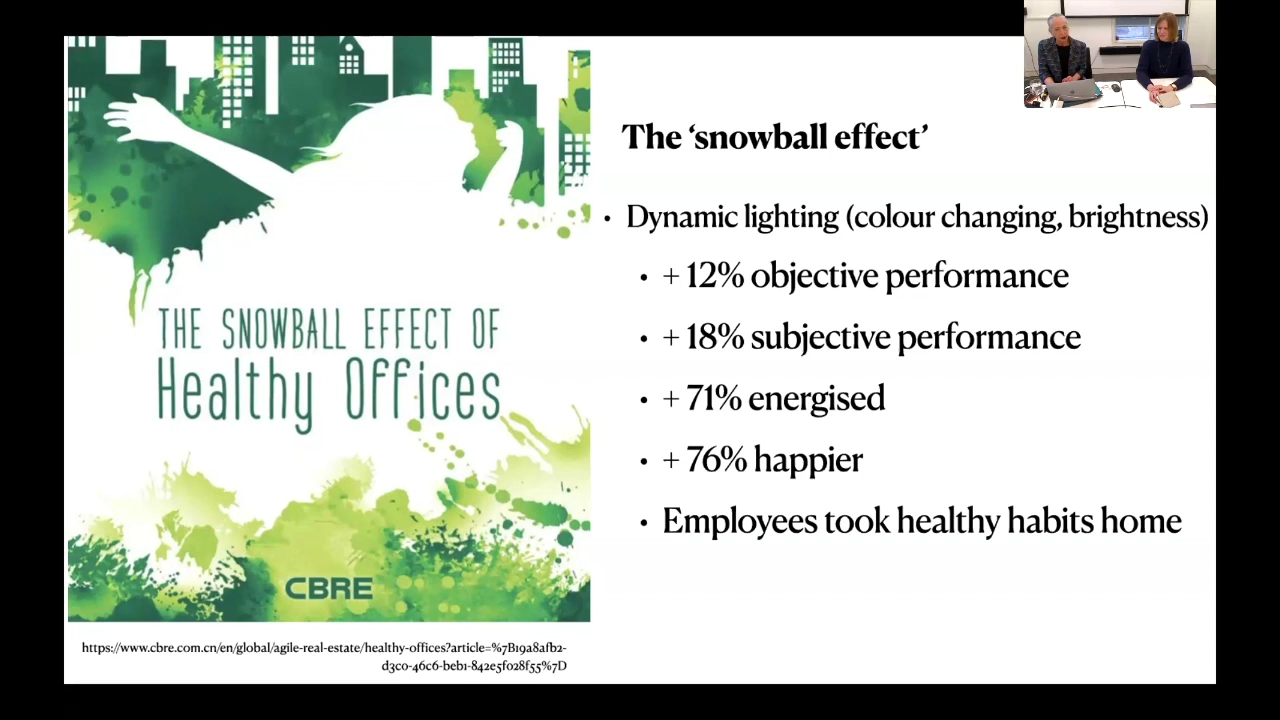 THE SNOWBALL EFFECT OF
Healthy Offices
CBRE
https://www.cbre.com.cn/en/global/agile-real-estate/healthy-offices?article=%7B19a8afb2-
d3c0-46c6-beb1-842e5f028f55%7D
The ‘snowball effect’
• Dynamic lighting (colour changing, brightness)
• + 12% objective performance
• + 18% subjective performance
• + 71% energised
• + 76% happier
• Employees took healthy habits home